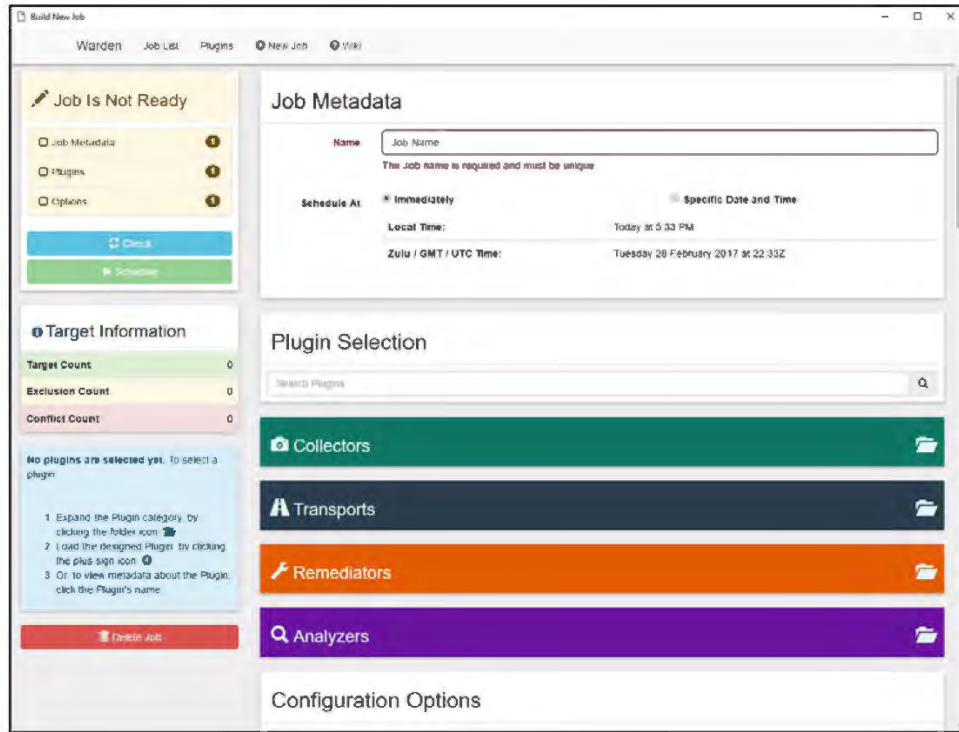 Build New Job
Warden Job List Plugins New Job Wiki
Job Is Not Ready
Job Metadata 1
Plugins 1
Options 1
Check
Schedule
Target Information
Target Count 0
Exclusion Count 0
Conflict Count 0
No plugins are selected yet. To select a
plugin
1 Expand the Plugin category, by
clicking the folder icon
2 Load the designed Plugin by clicking
the plus sign icon
3 Or to view metadata about the Plugin,
click the Plugin's name
Delete Job
Job Metadata
Name Job Name
The Job name is required and must be unique
Schedule At Immediately Specific Date and Time
Local Time: Today at 5:33 PM
Zulu / GMT / UTC Time: Tuesday 28 February 2017 at 22:33Z
Plugin Selection
Search Plugins
Collectors
Transports
Remediators
Analyzers
Configuration Options